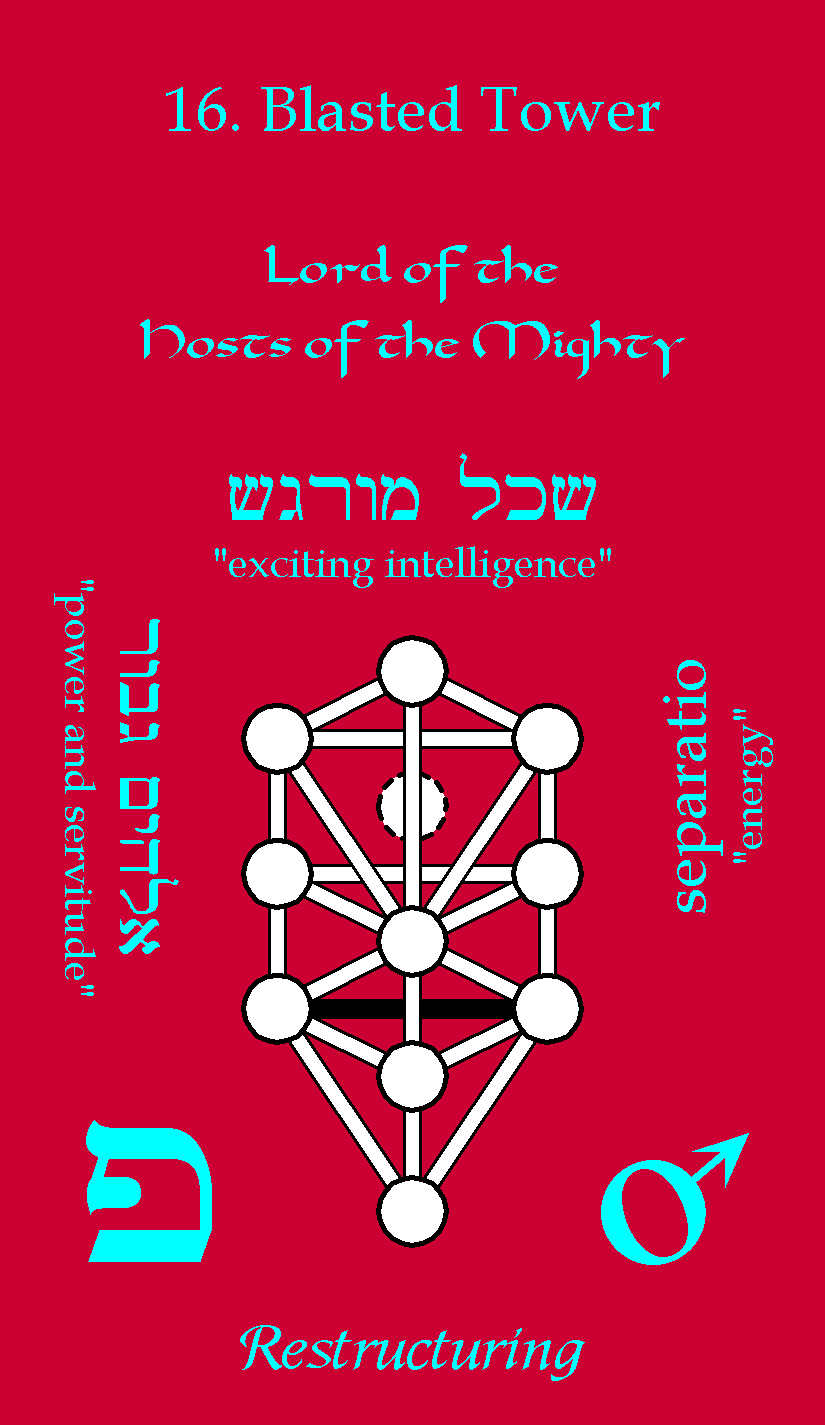 16. Blasted Tower
Lord of the
Hosts of the Mighty
שכל מורגש
"exciting intelligence"
אלהים גבור
"power and servitude"
separatio
"energy"
פ
♂
Restructuring